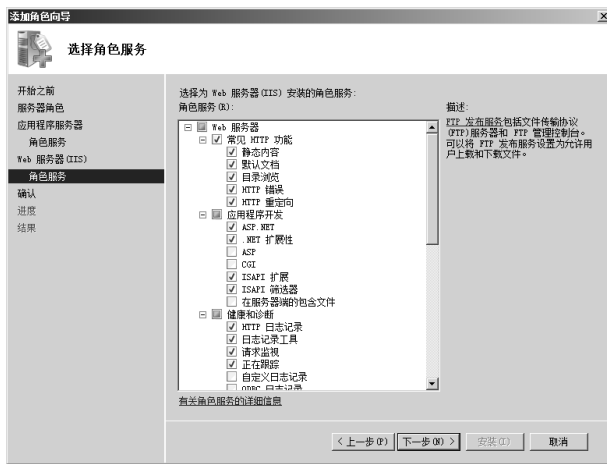 添加角色向导
选择角色服务
开始之前
服务器角色
应用程序服务器
角色服务
Web 服务器(IIS)
角色服务
确认
进度
结果
选择为 Web 服务器(IIS) 安装的角色服务:
角色服务(R):
Web 服务器
常见 HTTP 功能
静态内容
默认文档
目录浏览
HTTP 错误
HTTP 重定向
应用程序开发
ASP.NET
.NET 扩展性
ASP
CGI
ISAPI 扩展
ISAPI 筛选器
在服务器端的包含文件
健康和诊断
HTTP 日志记录
日志记录工具
请求监视
正在跟踪
自定义日志记录
ODBC 日志记录
有关角色服务的详细信息
描述:
FTP 发布服务包括文件传输协议
(FTP)服务器和 FTP 管理控制台。
可以将 FTP 发布服务设置为允许用
户上载和下载文件。
< 上一步(P)
下一步(N) >
安装(I)
取消